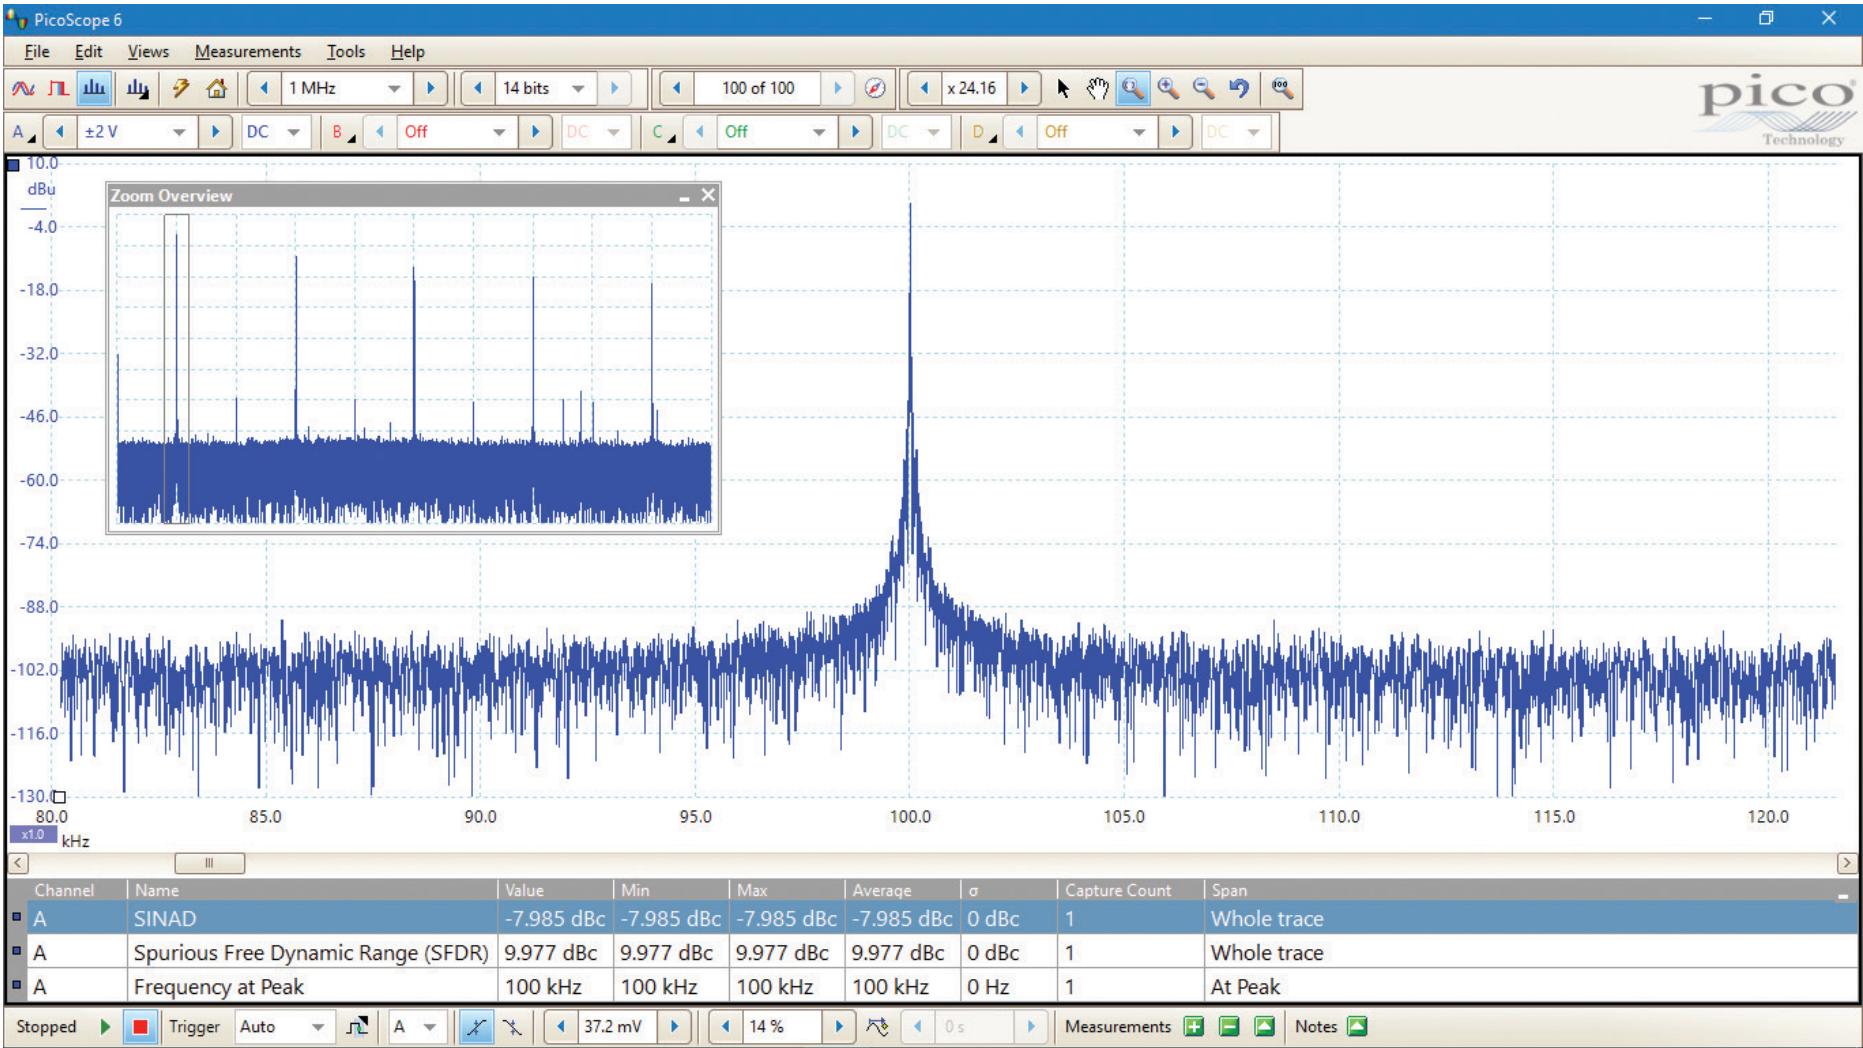 PicoScope 6
File Edit Views Measurements Tools Help
1 MHz 14 bits 100 of 100 x 24.16
pico
Technology
A ±2 V DC B Off DC C Off DC D Off DC
10.0
dBu
Zoom Overview
-4.0
-18.0
-32.0
-46.0
-60.0
-74.0
-88.0
-102.0
-116.0
-130.0
80.0 85.0 90.0 95.0 100.0 105.0 110.0 115.0 120.0
x1.0 kHz
Channel Name Value Min Max Average σ Capture Count Span
A SINAD -7.985 dBc -7.985 dBc -7.985 dBc -7.985 dBc 0 dBc 1 Whole trace
A Spurious Free Dynamic Range (SFDR) 9.977 dBc 9.977 dBc 9.977 dBc 9.977 dBc 0 dBc 1 Whole trace
A Frequency at Peak 100 kHz 100 kHz 100 kHz 100 kHz 0 Hz 1 At Peak
Stopped Trigger Auto A 37.2 mV 14 % 0 s Measurements Notes